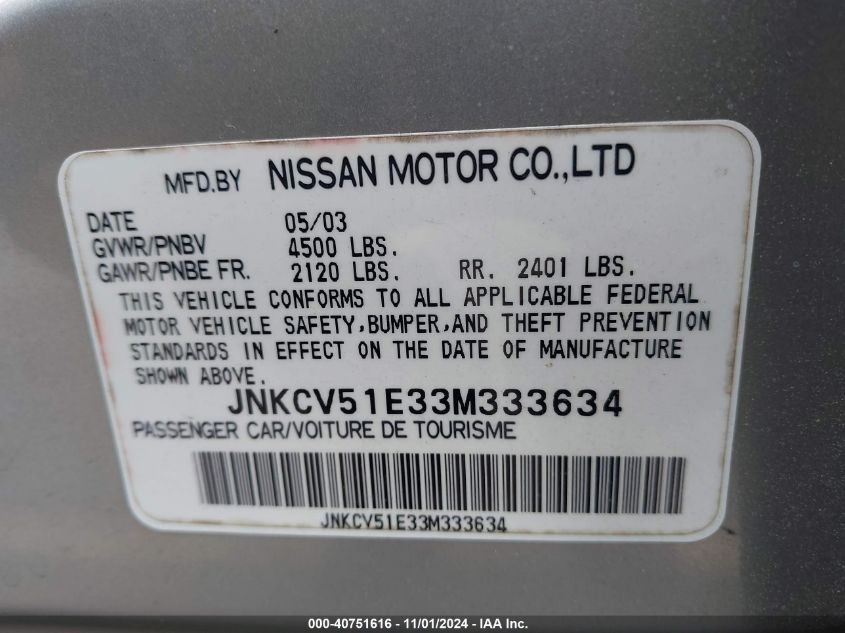 MFD.BY NISSAN MOTOR CO.,LTD
DATE 05/03
GVWR/PNBV 4500 LBS.
GAWR/PNBE FR. 2120 LBS. RR. 2401 LBS.
THIS VEHICLE CONFORMS TO ALL APPLICABLE FEDERAL
MOTOR VEHICLE SAFETY,BUMPER,AND THEFT PREVENTION
STANDARDS IN EFFECT ON THE DATE OF MANUFACTURE
SHOWN ABOVE.
JNKCV51E33M333634
PASSENGER CAR/VOITURE DE TOURISME
JNKCV51E33M333634
000-40751616 - 11/01/2024 - IAA Inc.